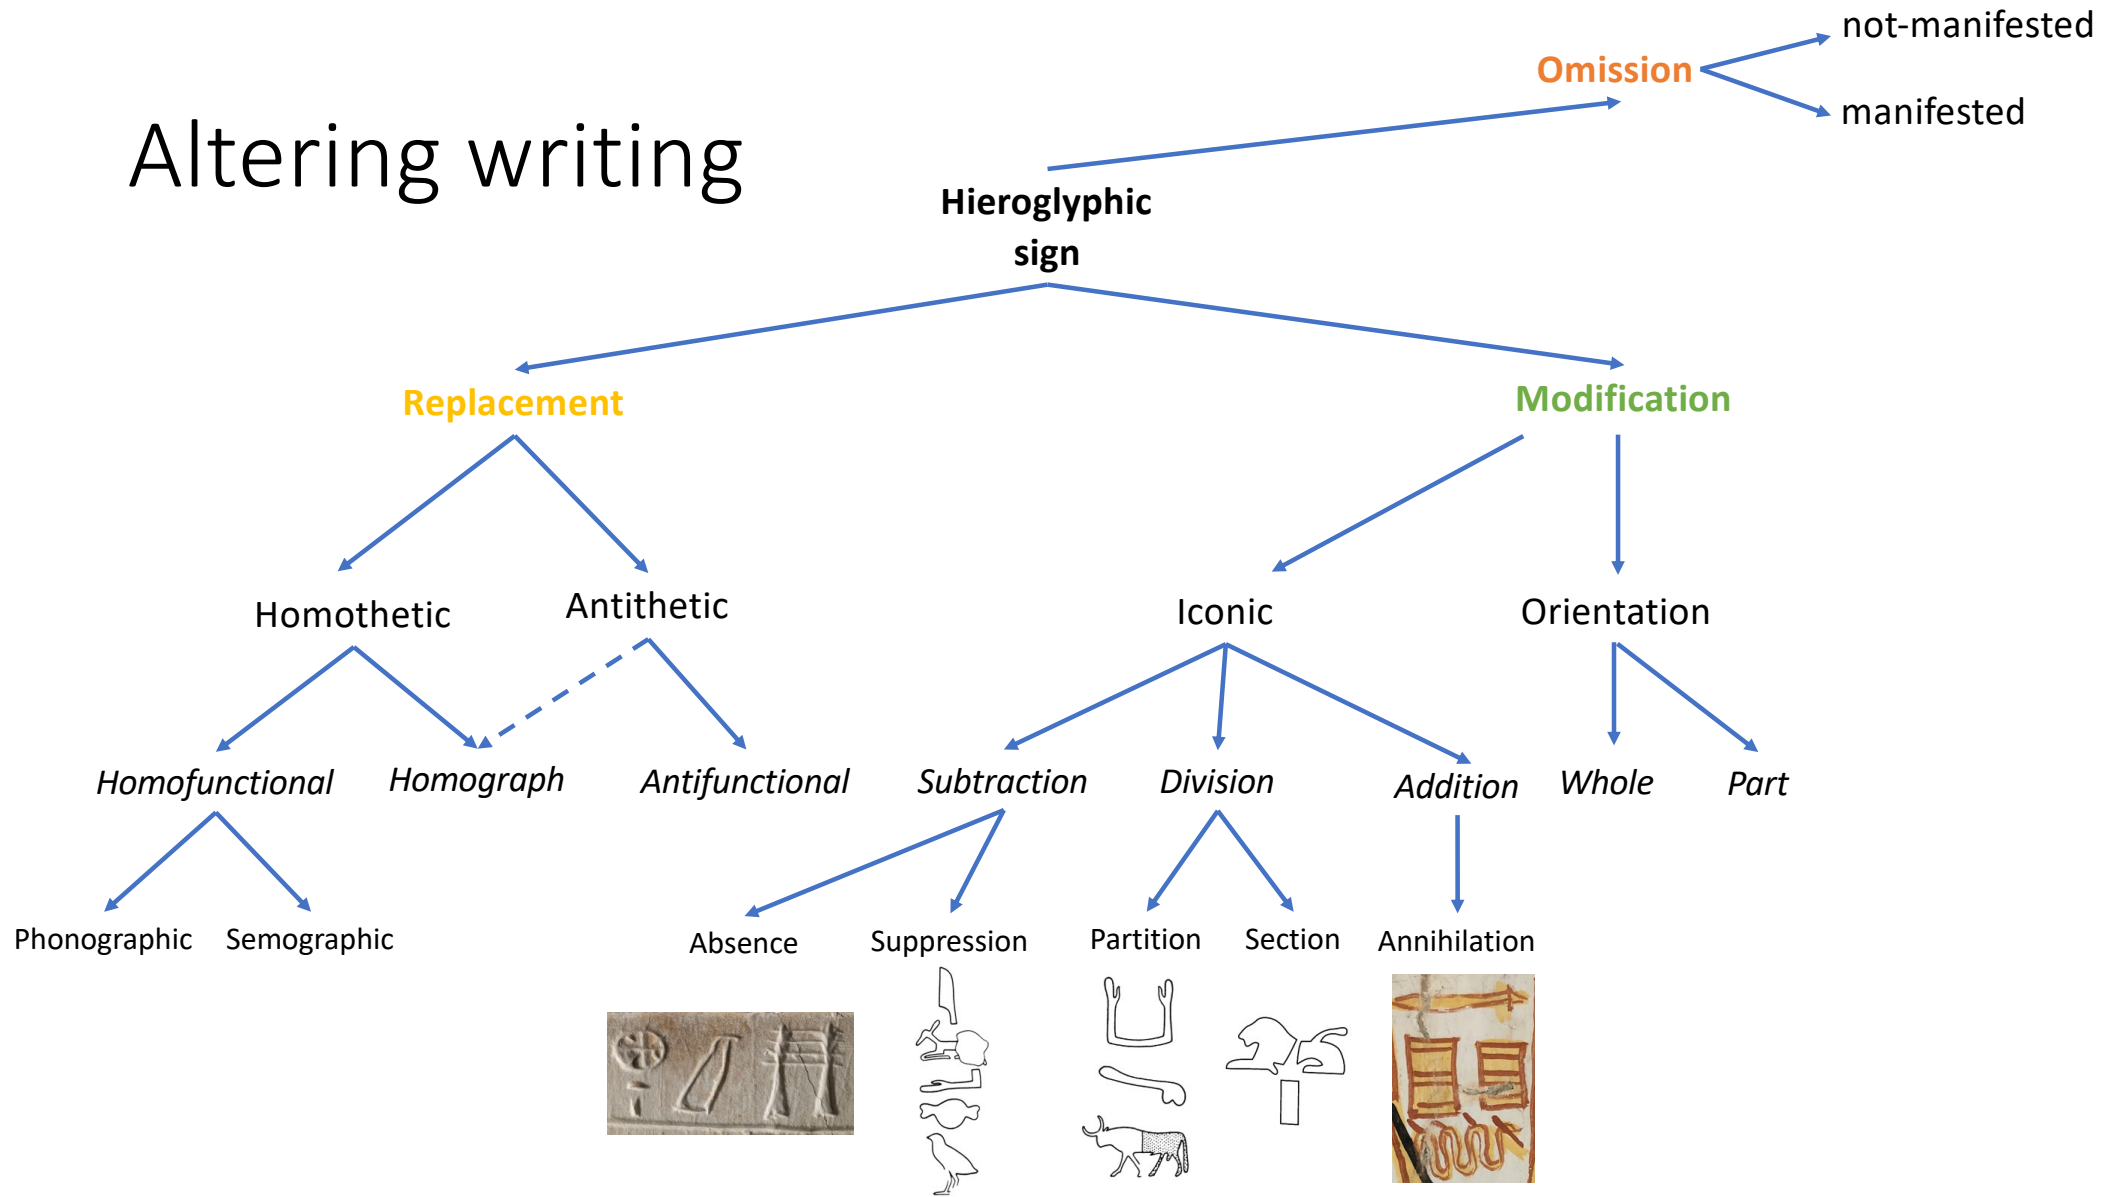 not-manifested
Omission
manifested
Altering writing
Hieroglyphic
sign
Replacement
Modification
Homothetic
Antithetic
Iconic
Orientation
Homofunctional
Homograph
Antifunctional
Subtraction
Division
Addition
Whole
Part
Phonographic
Semographic
Absence
Suppression
Partition
Section
Annihilation